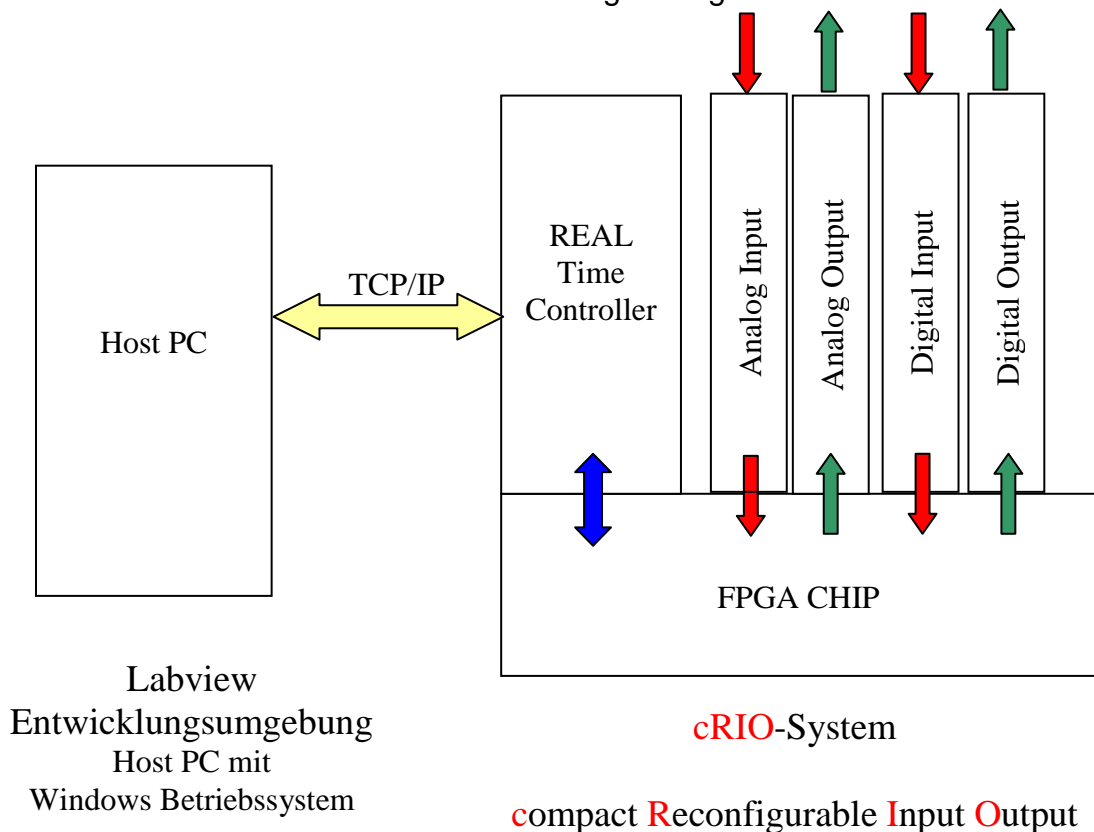 Host PC
TCP/IP
REAL
Time
Controller
Analog Input
Analog Output
Digital Input
Digital Output
FPGA CHIP
Labview
Entwicklungsumgebung
Host PC mit
Windows Betriebssystem
cRIO-System
compact Reconfigurable Input Output